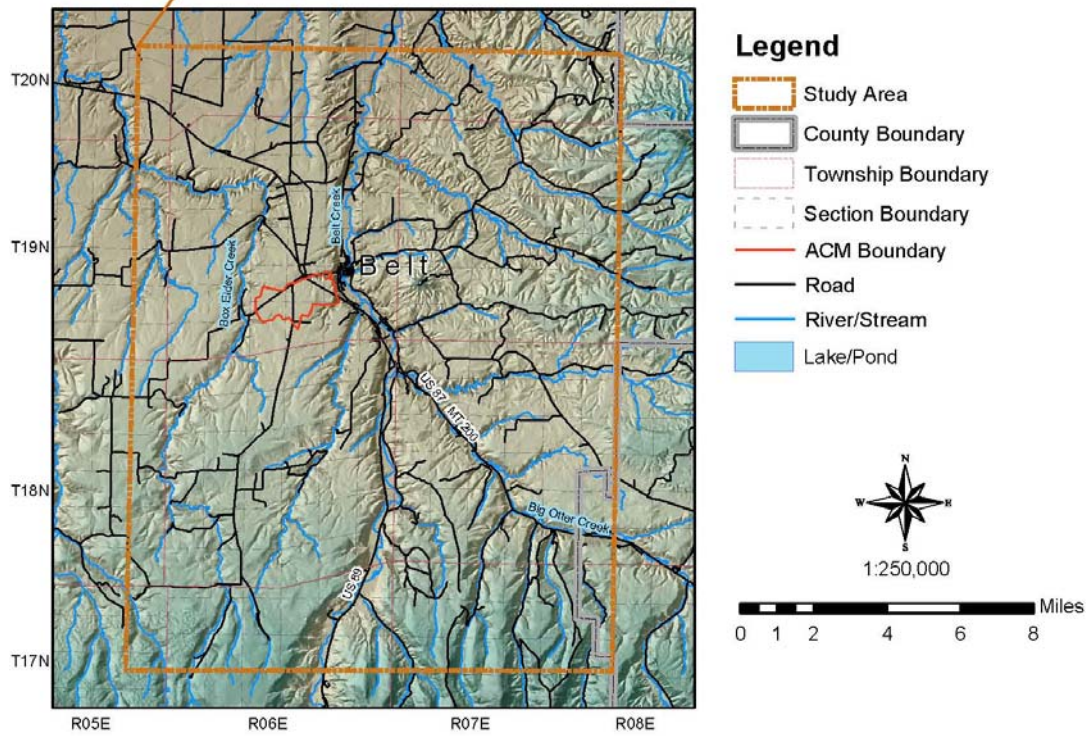 T20N
T19N
T18N
T17N
R05E
R06E
R07E
R08E
Belt Creek
Belt
Box Elder Creek
US 87 / MT 200
Big Otter Creek
US 89
Legend
Study Area
County Boundary
Township Boundary
Section Boundary
ACM Boundary
Road
River/Stream
Lake/Pond
N
W E
S
1:250,000
Miles
0 1 2 4 6 8